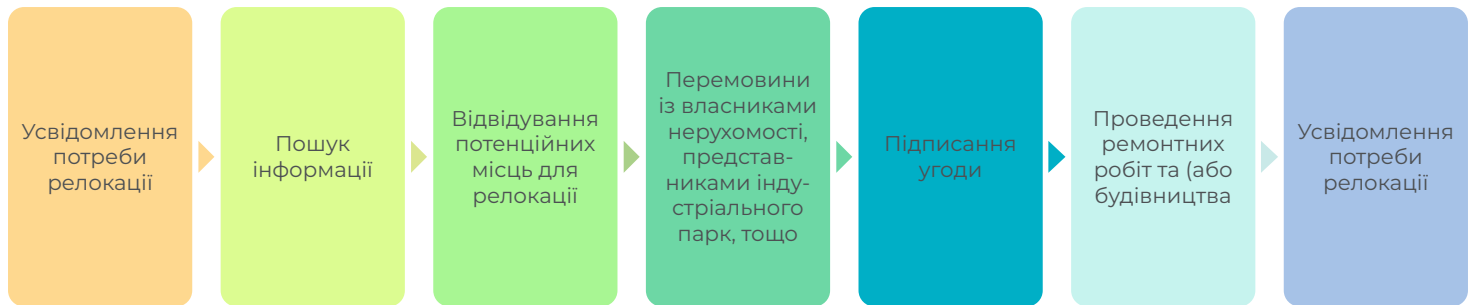 Усвідомлення
потреби
релокації
Пошук
інформації
Відвідування
потенційних
місць для
релокації
Перемовини
із власниками
нерухомості,
представ-
никами інду-
стріального
парк, тощо
Підписання
угоди
Проведення
ремонтних
робіт та (або
будівництва
Усвідомлення
потреби
релокації